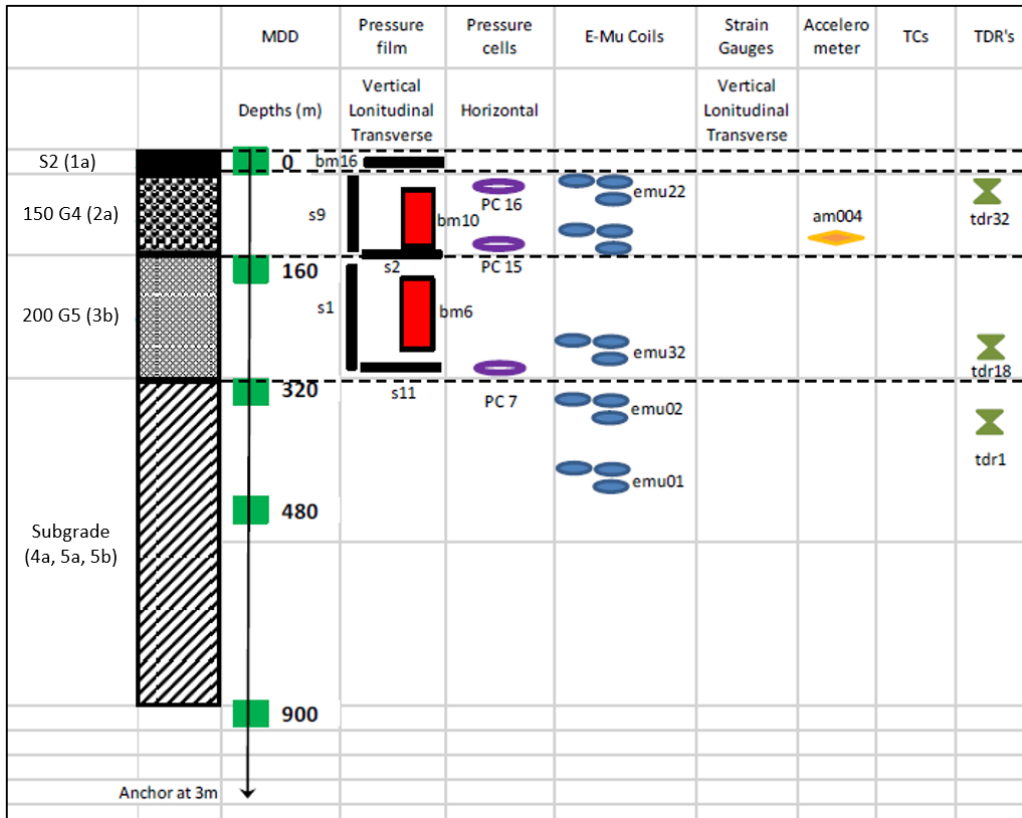 MDD
Pressure
film
Pressure
cells
E-Mu Coils
Strain
Gauges
Accelero
meter
TCs
TDR's
Depths (m)
Vertical
Lonitudinal
Transverse
Horizontal
Vertical
Lonitudinal
Transverse
S2 (1a)
0
bm16
150 G4 (2a)
s9
bm10
PC 16
emu22
am004
tdr32
160
s2
PC 15
200 G5 (3b)
s1
bm6
emu32
tdr18
320
s11
PC 7
emu02
tdr1
emu01
480
Subgrade
(4a, 5a, 5b)
900
Anchor at 3m